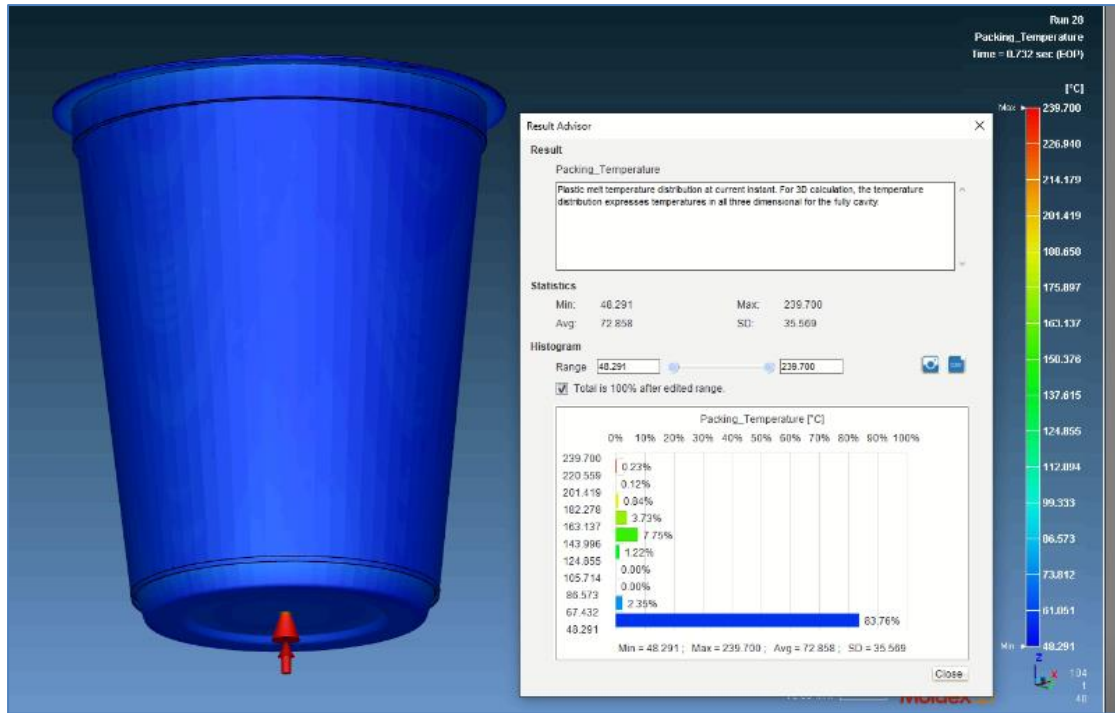 Run 20
Packing_Temperature
Time = 0.732 sec (EOP)
[°C]
Max
239.700
226.940
214.179
201.419
188.658
175.897
163.137
150.376
137.615
124.855
112.094
99.333
86.573
73.812
61.051
Min
48.291
Result Advisor
Result
Packing_Temperature
Plastic melt temperature distribution at current instant. For 3D calculation, the temperature
distribution expresses temperatures in all three dimensional for the fully cavity.
Statistics
Min: 48.291 Max: 239.700
Avg: 72.858 SD: 35.569
Histogram
Range 48.291 239.700
Total is 100% after edited range.
Packing_Temperature [°C]
0% 10% 20% 30% 40% 50% 60% 70% 80% 90% 100%
239.700
0.23%
220.559
0.12%
201.419
0.84%
182.278
3.73%
163.137
7.75%
143.996
1.22%
124.855
0.00%
105.714
0.00%
86.573
2.35%
67.432
83.76%
48.291
Min = 48.291 ; Max = 239.700 ; Avg = 72.858 ; SD = 35.569
Close
Z
X
104
1
48